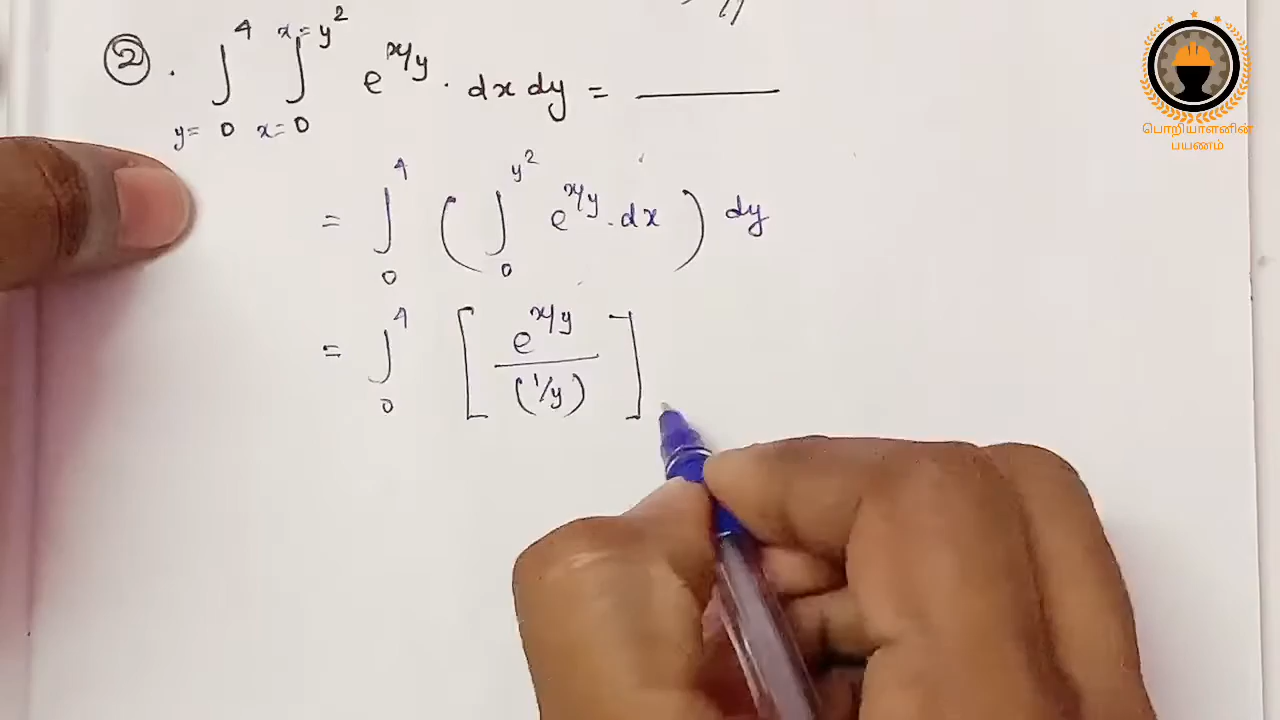 ② . ∫_{y=0}^{4} ∫_{x=0}^{x=y²} e^{x/y} . dx dy = ______
= ∫_0^4 ( ∫_0^{y²} e^{x/y} . dx ) dy
= ∫_0^4 [ e^{x/y} / (1/y) ]
பொறியாளனின்
பயணம்